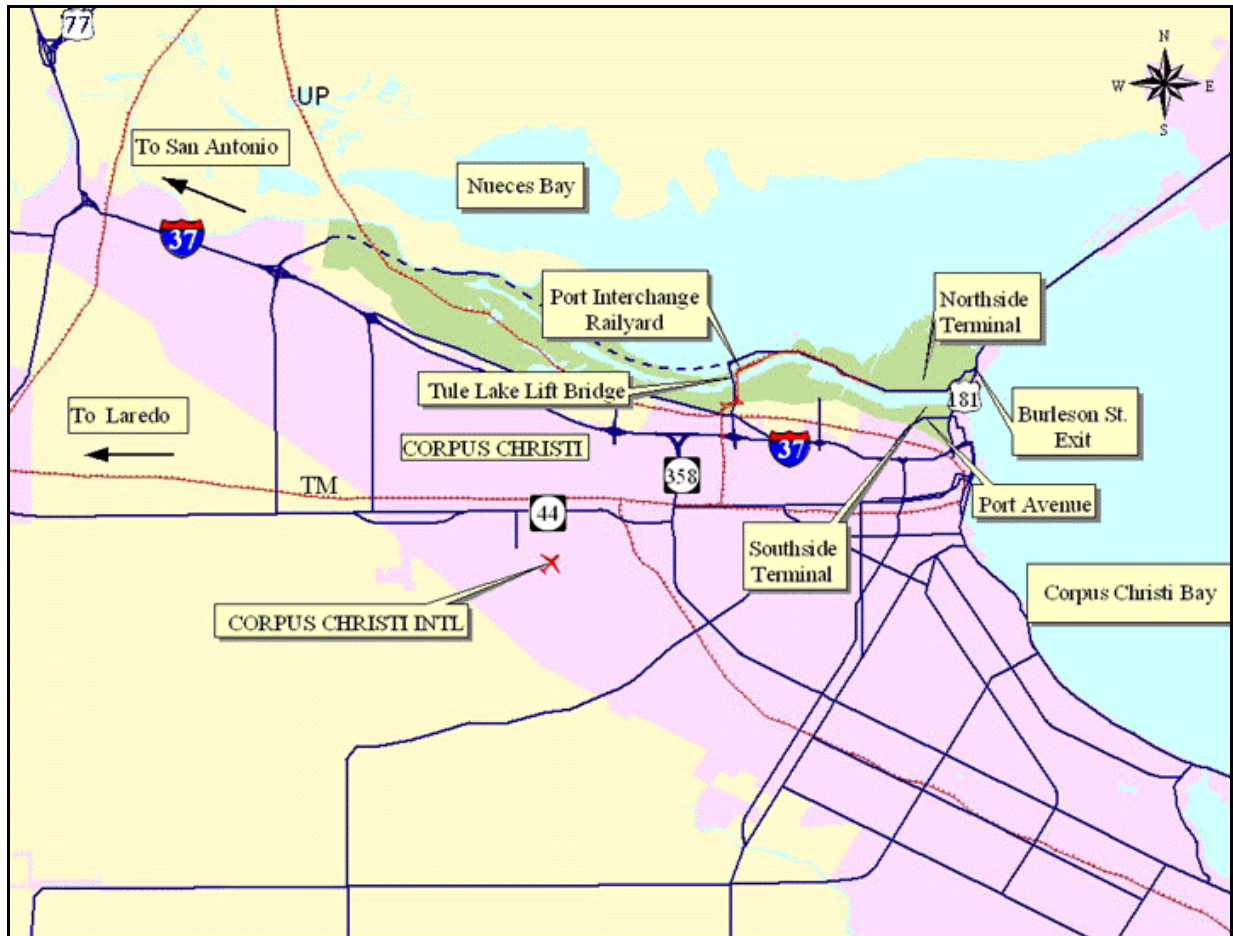 77
N
W E
S
UP
To San Antonio
Nueces Bay
37
Port Interchange
Railyard
Northside
Terminal
Tule Lake Lift Bridge
181
To Laredo
Burleson St.
Exit
CORPUS CHRISTI
37
358
TM
44
Port Avenue
Southside
Terminal
Corpus Christi Bay
CORPUS CHRISTI INTL